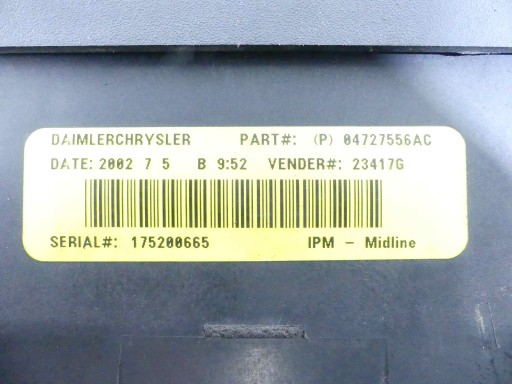 DAIMLERCHRYSLER PART#: (P) 04727556AC
DATE: 2002 7 5 B 9:52 VENDER#: 23417G
SERIAL#: 175200665 IPM - Midline